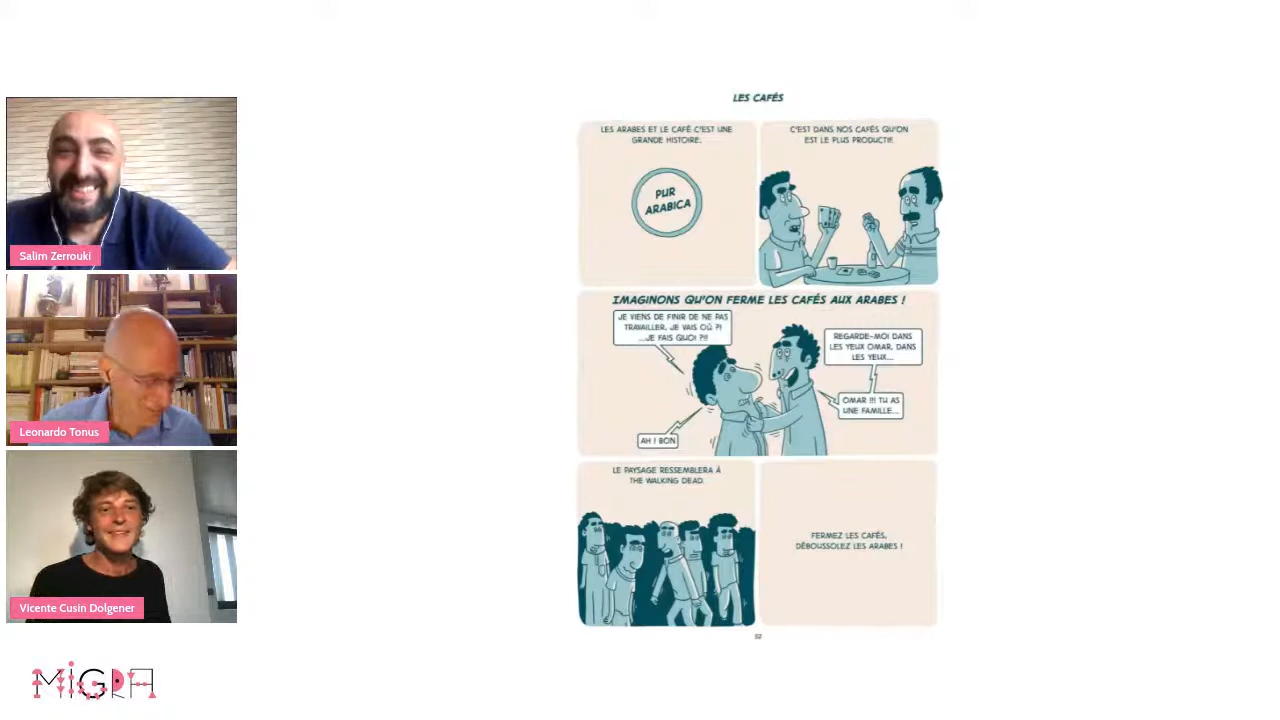 Salim Zerrouki
Leonardo Tonus
Vicente Cusin Dolgener
MIGRA
LES CAFÉS
LES ARABES ET LE CAFÉ C'EST UNE
GRANDE HISTOIRE.
PUR
ARABICA
C'EST DANS NOS CAFÉS QU'ON
EST LE PLUS PRODUCTIF.
IMAGINONS QU'ON FERME LES CAFÉS AUX ARABES !
JE VIENS DE FINIR DE NE PAS
TRAVAILLER, JE VAIS OÙ ?!
...JE FAIS QUOI ?!!!
REGARDE-MOI DANS
LES YEUX OMAR, DANS
LES YEUX...
OMAR !!! TU AS
UNE FAMILLE...
AH ! BON
LE PAYSAGE RESSEMBLERA À
THE WALKING DEAD.
FERMEZ LES CAFÉS,
DÉBOUSSOLEZ LES ARABES !
52